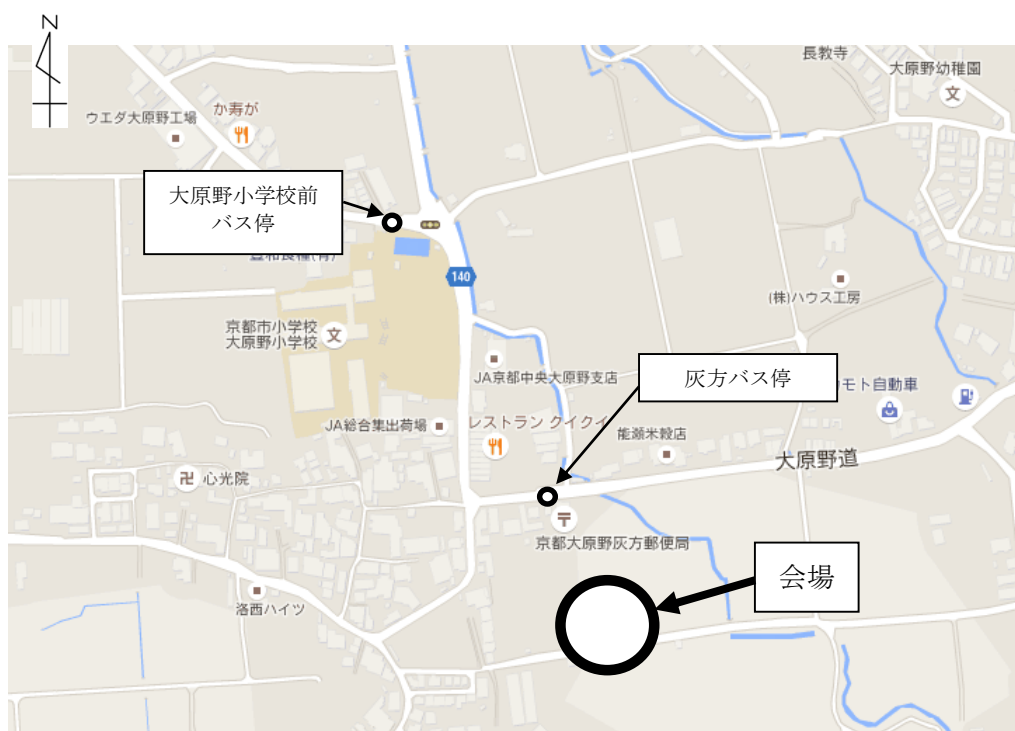 N
長教寺
大原野幼稚園
文
か寿が
ウエダ大原野工場
大原野小学校前
バス停
140
(株)ハウス工房
京都市小学校
大原野小学校
文
JA京都中央大原野支店
灰方バス停
モト自動車
レストラン クイクイ
JA総合集出荷場
能瀬米穀店
大原野道
卍
心光院
〒
京都大原野灰方郵便局
会場
洛西ハイツ